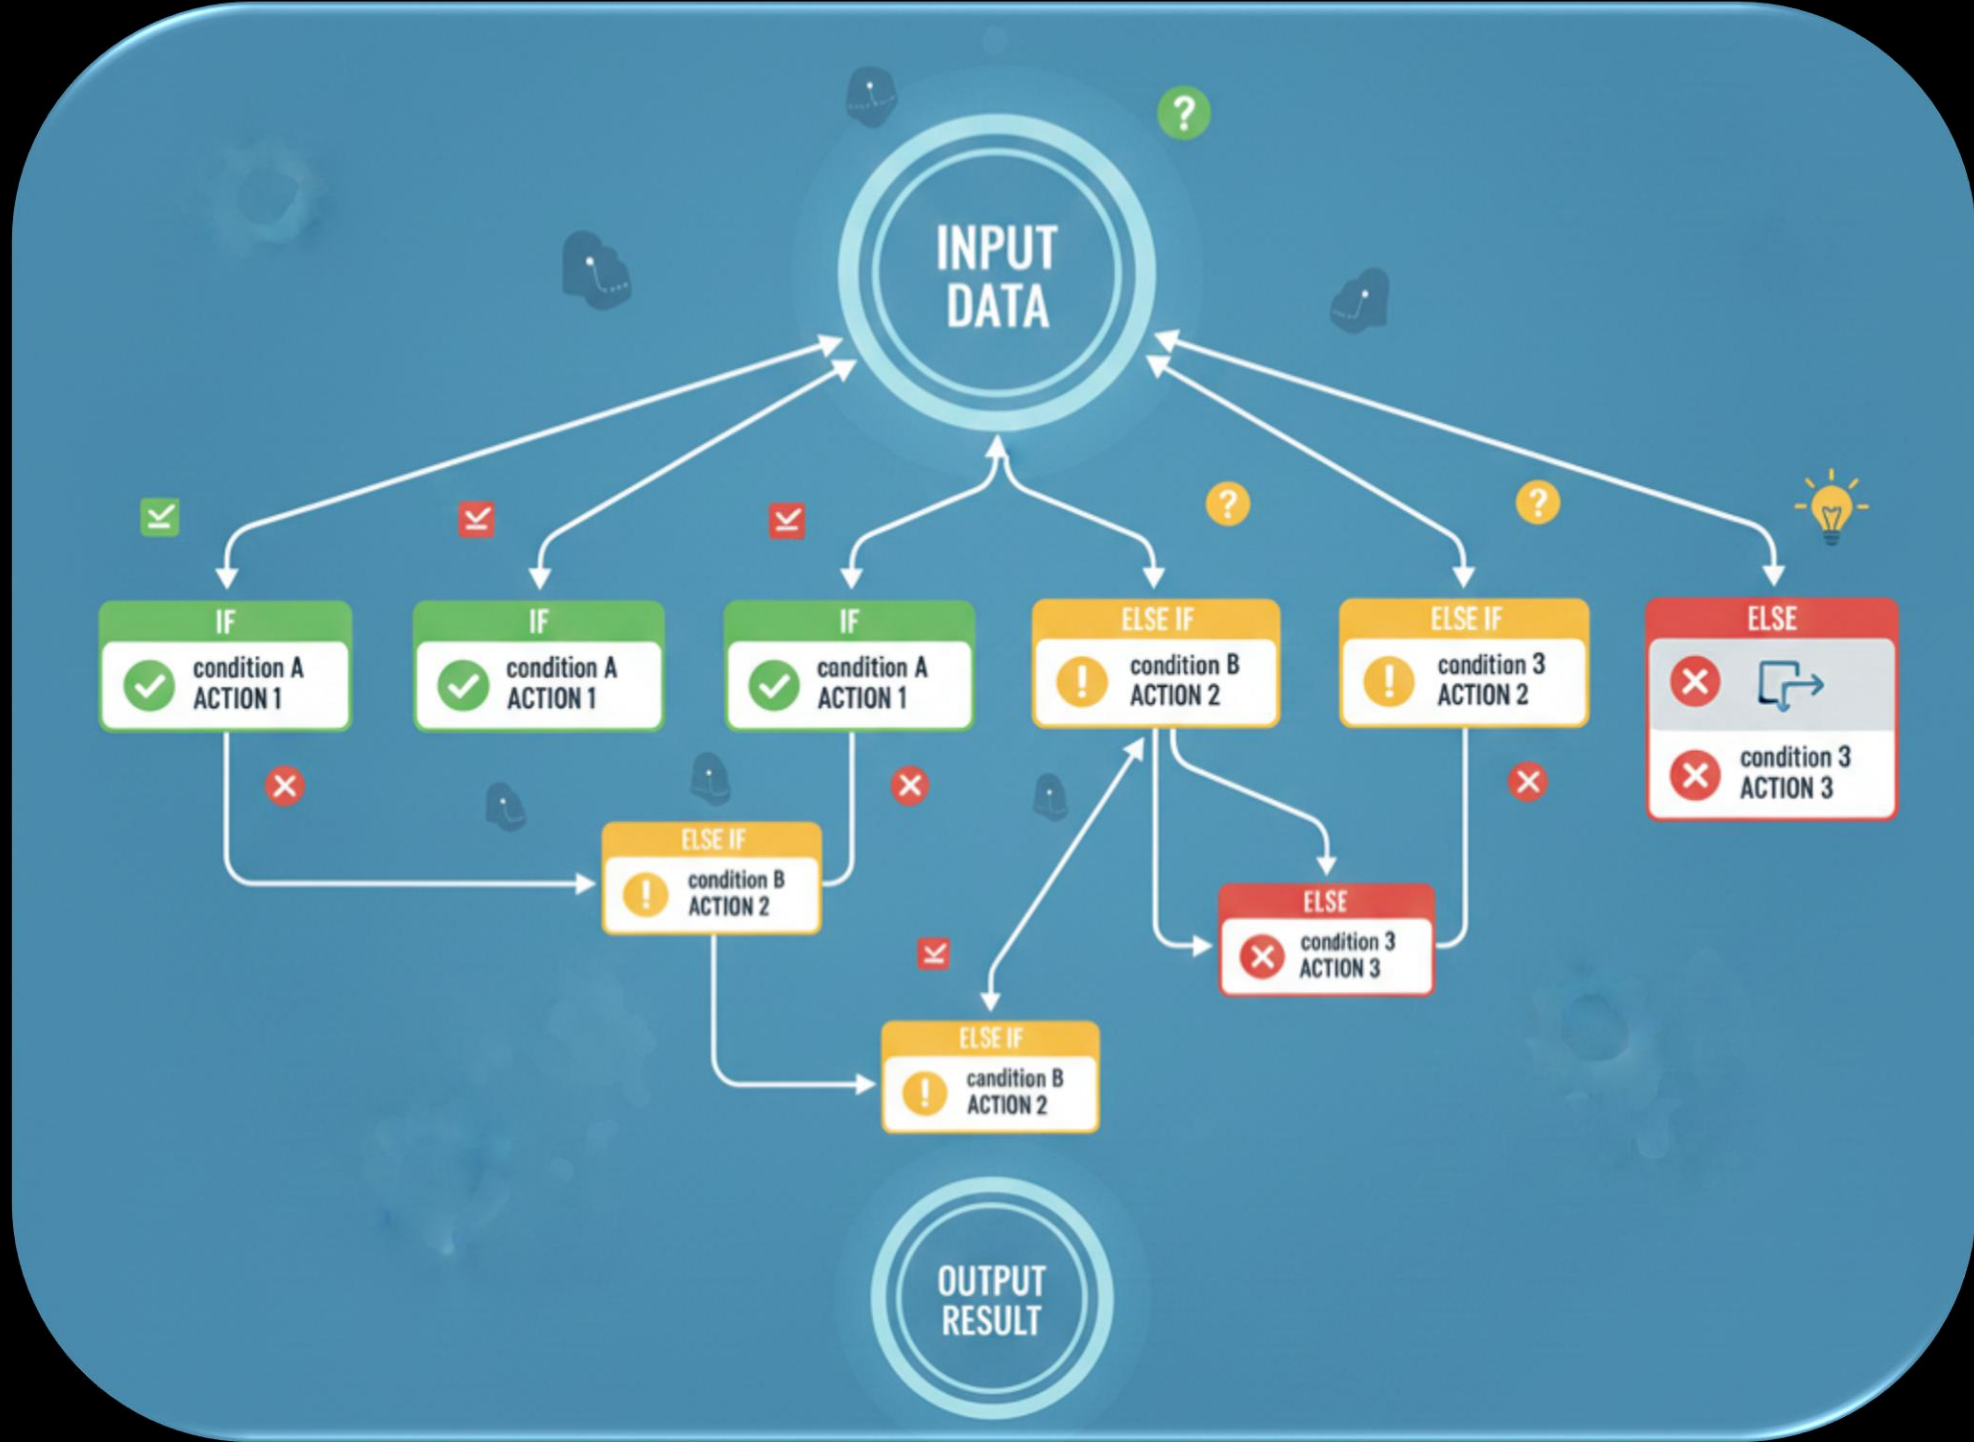 INPUT
DATA
IF
condition A
ACTION 1
IF
condition A
ACTION 1
IF
candition A
ACTION 1
ELSE IF
condition B
ACTION 2
ELSE IF
condition 3
ACTION 2
ELSE
condition 3
ACTION 3
ELSE IF
condition B
ACTION 2
ELSE
condition 3
ACTION 3
ELSE IF
candition B
ACTION 2
OUTPUT
RESULT